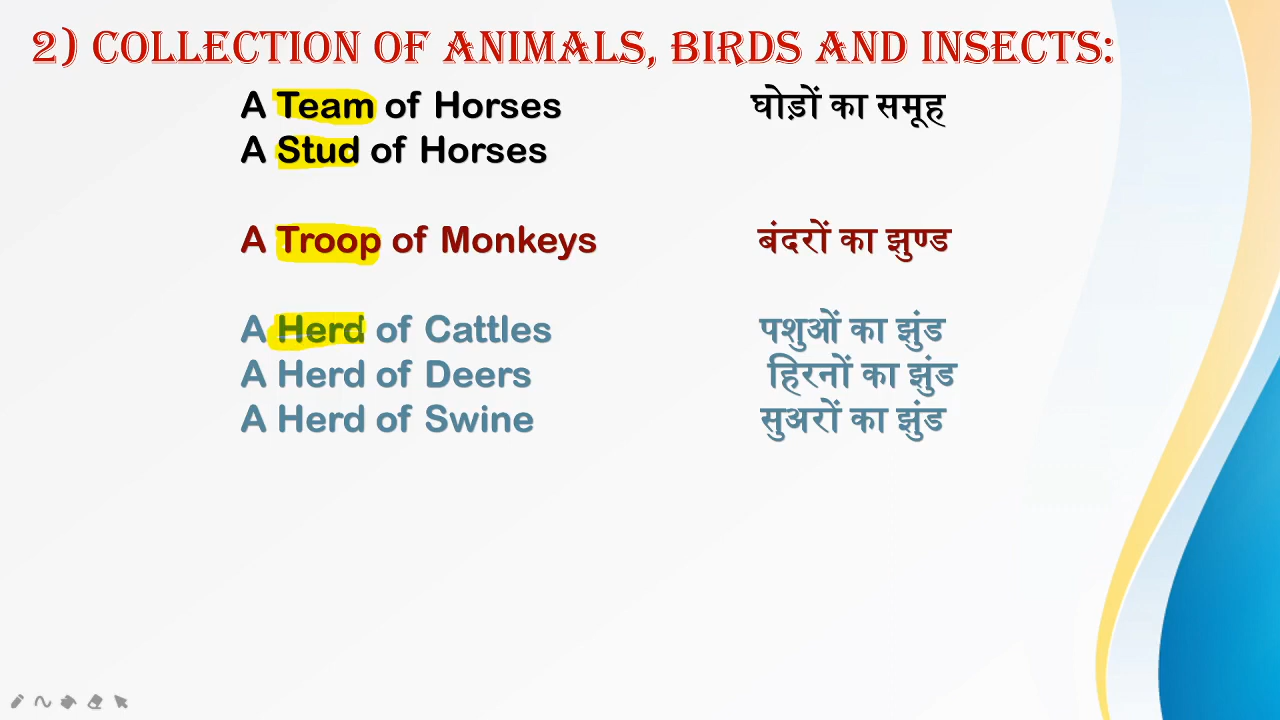 2) COLLECTION OF ANIMALS, BIRDS AND INSECTS:
A Team of Horses घोड़ों का समूह
A Stud of Horses
A Troop of Monkeys बंदरों का झुण्ड
A Herd of Cattles पशुओं का झुंड
A Herd of Deers हिरनों का झुंड
A Herd of Swine सुअरों का झुंड